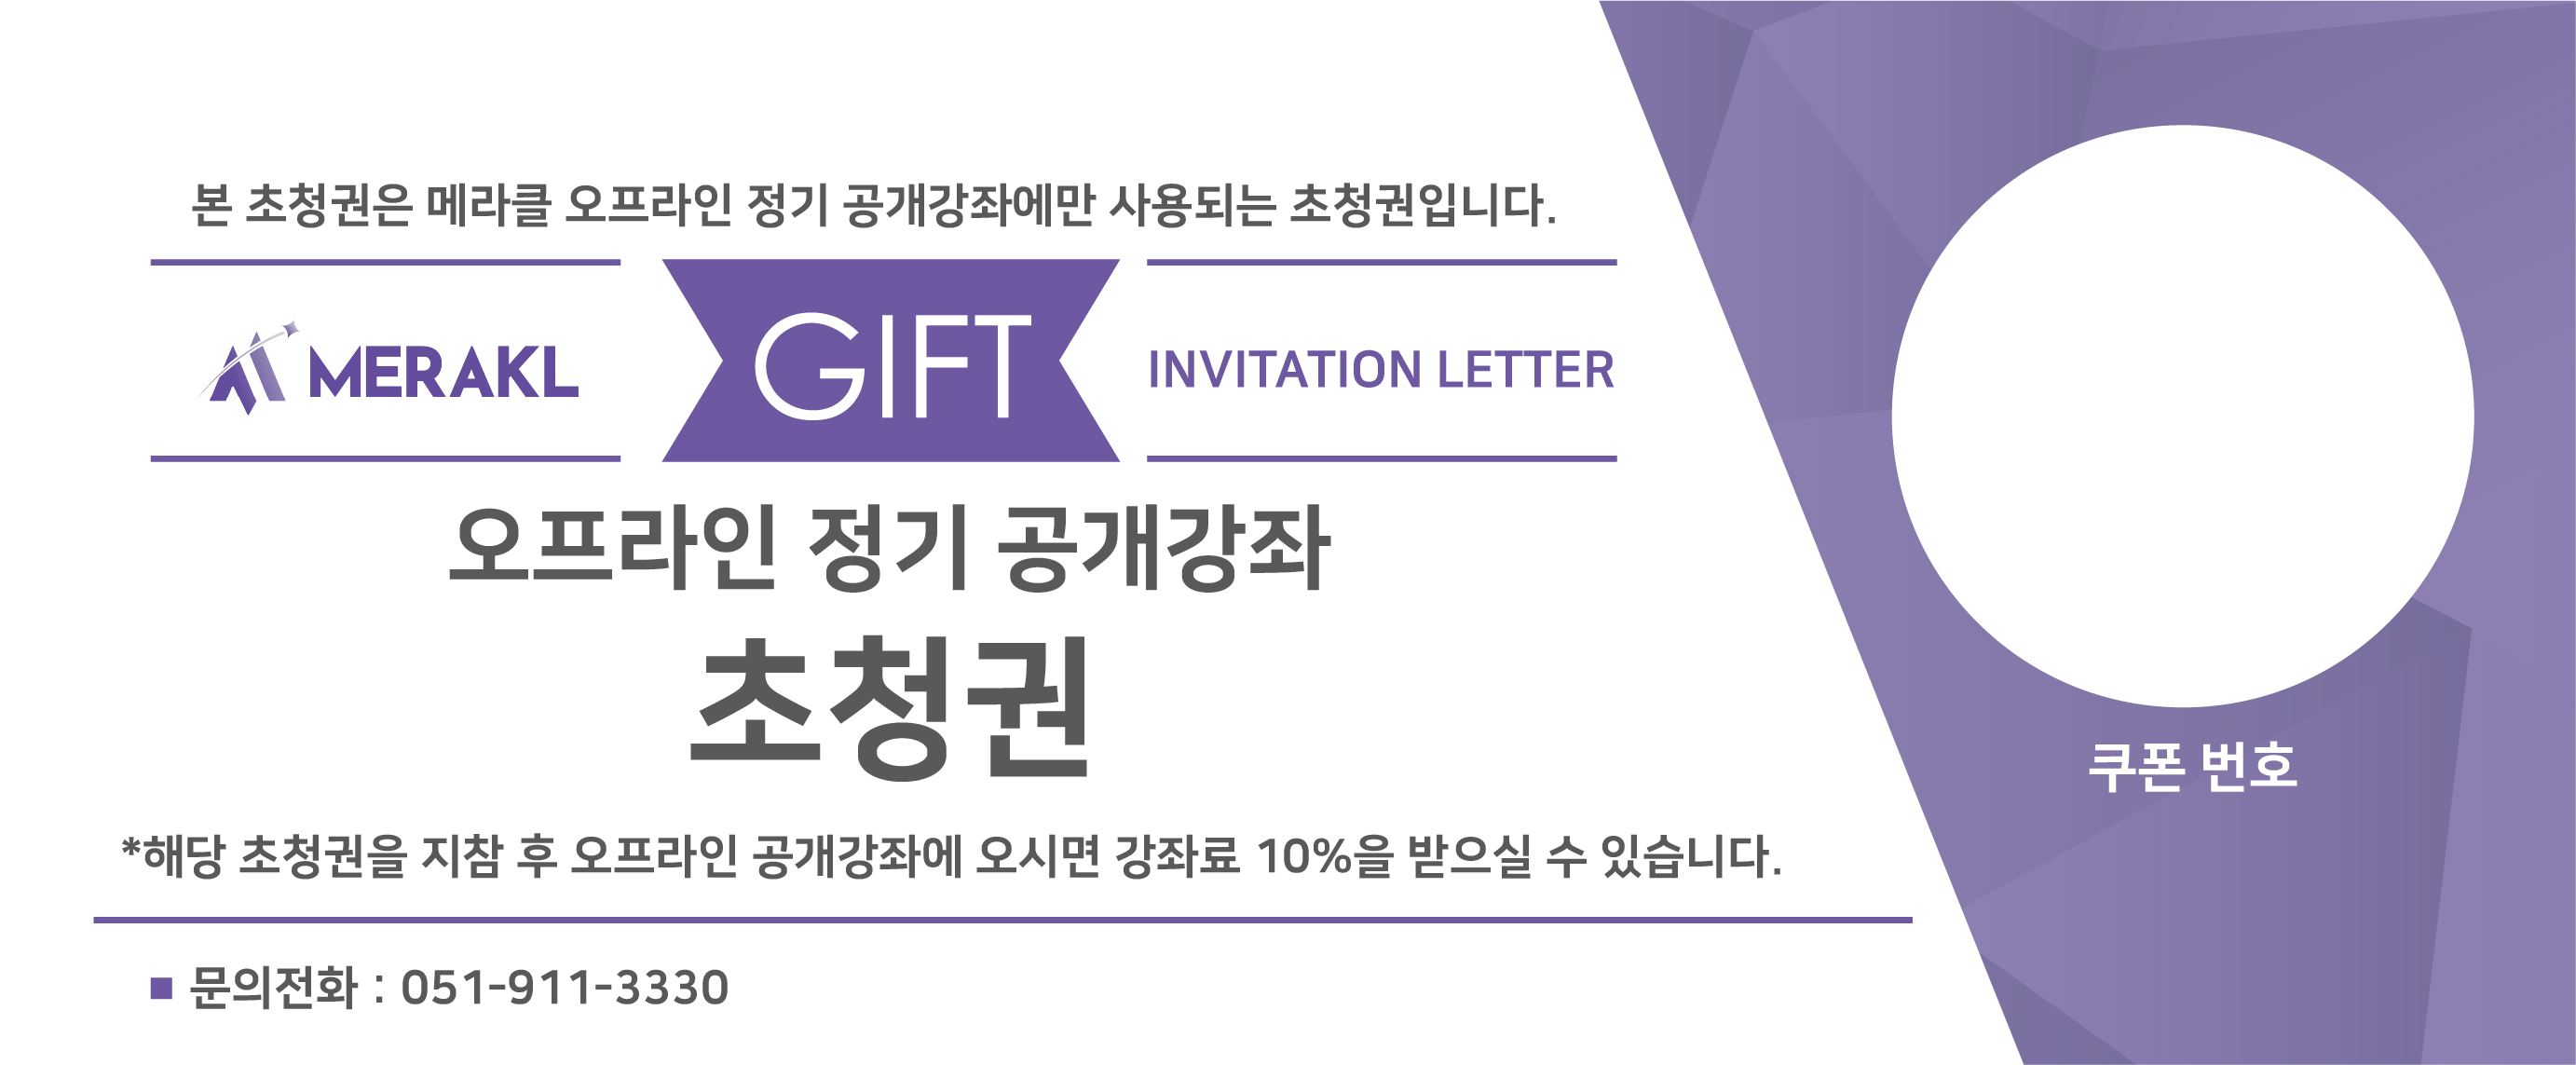 본 초청권은 메라클 오프라인 정기 공개강좌에만 사용되는 초청권입니다.
MERAKL
GIFT
INVITATION LETTER
오프라인 정기 공개강좌
초청권
쿠폰 번호
*해당 초청권을 지참 후 오프라인 공개강좌에 오시면 강좌료 10%을 받으실 수 있습니다.
■ 문의전화 : 051-911-3330